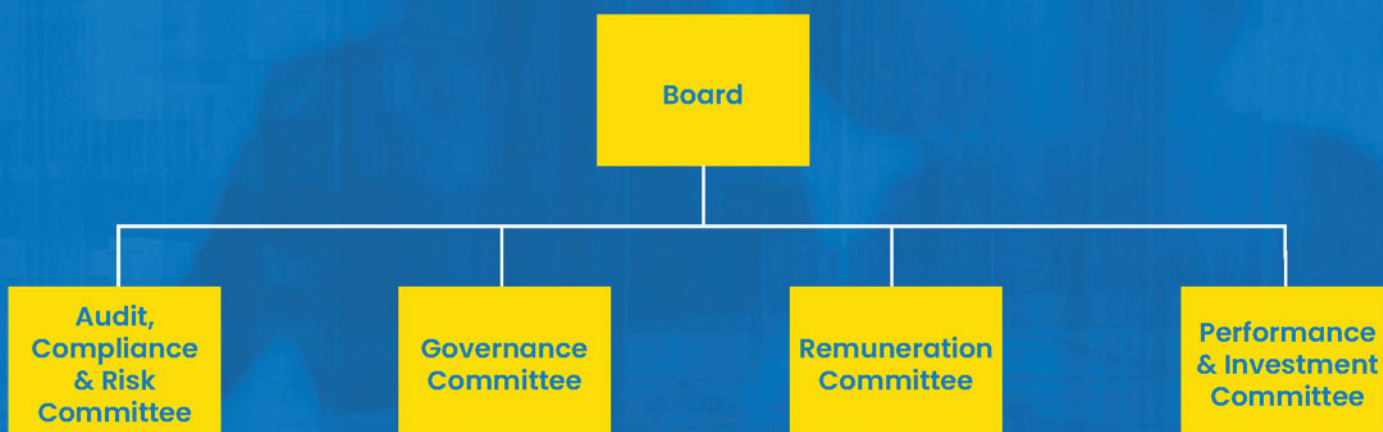 Board
Audit,
Compliance
& Risk
Committee
Governance
Committee
Remuneration
Committee
Performance
& Investment
Committee